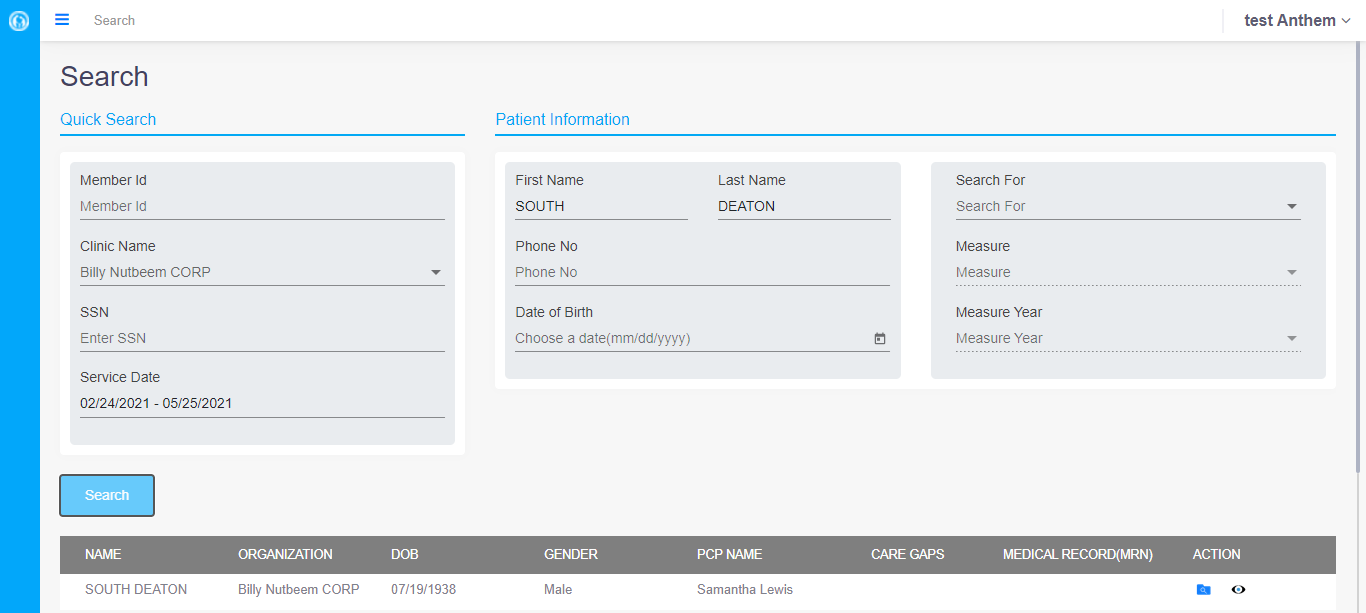 Search
test Anthem
Search
Quick Search
Patient Information
Member Id
Member Id
Clinic Name
Billy Nutbeem CORP
SSN
Enter SSN
Service Date
02/24/2021 - 05/25/2021
First Name
Last Name
SOUTH
DEATON
Phone No
Phone No
Date of Birth
Choose a date(mm/dd/yyyy)
Search For
Search For
Measure
Measure
Measure Year
Measure Year
Search
NAME ORGANIZATION DOB GENDER PCP NAME CARE GAPS MEDICAL RECORD(MRN) ACTION
SOUTH DEATON Billy Nutbeem CORP 07/19/1938 Male Samantha Lewis